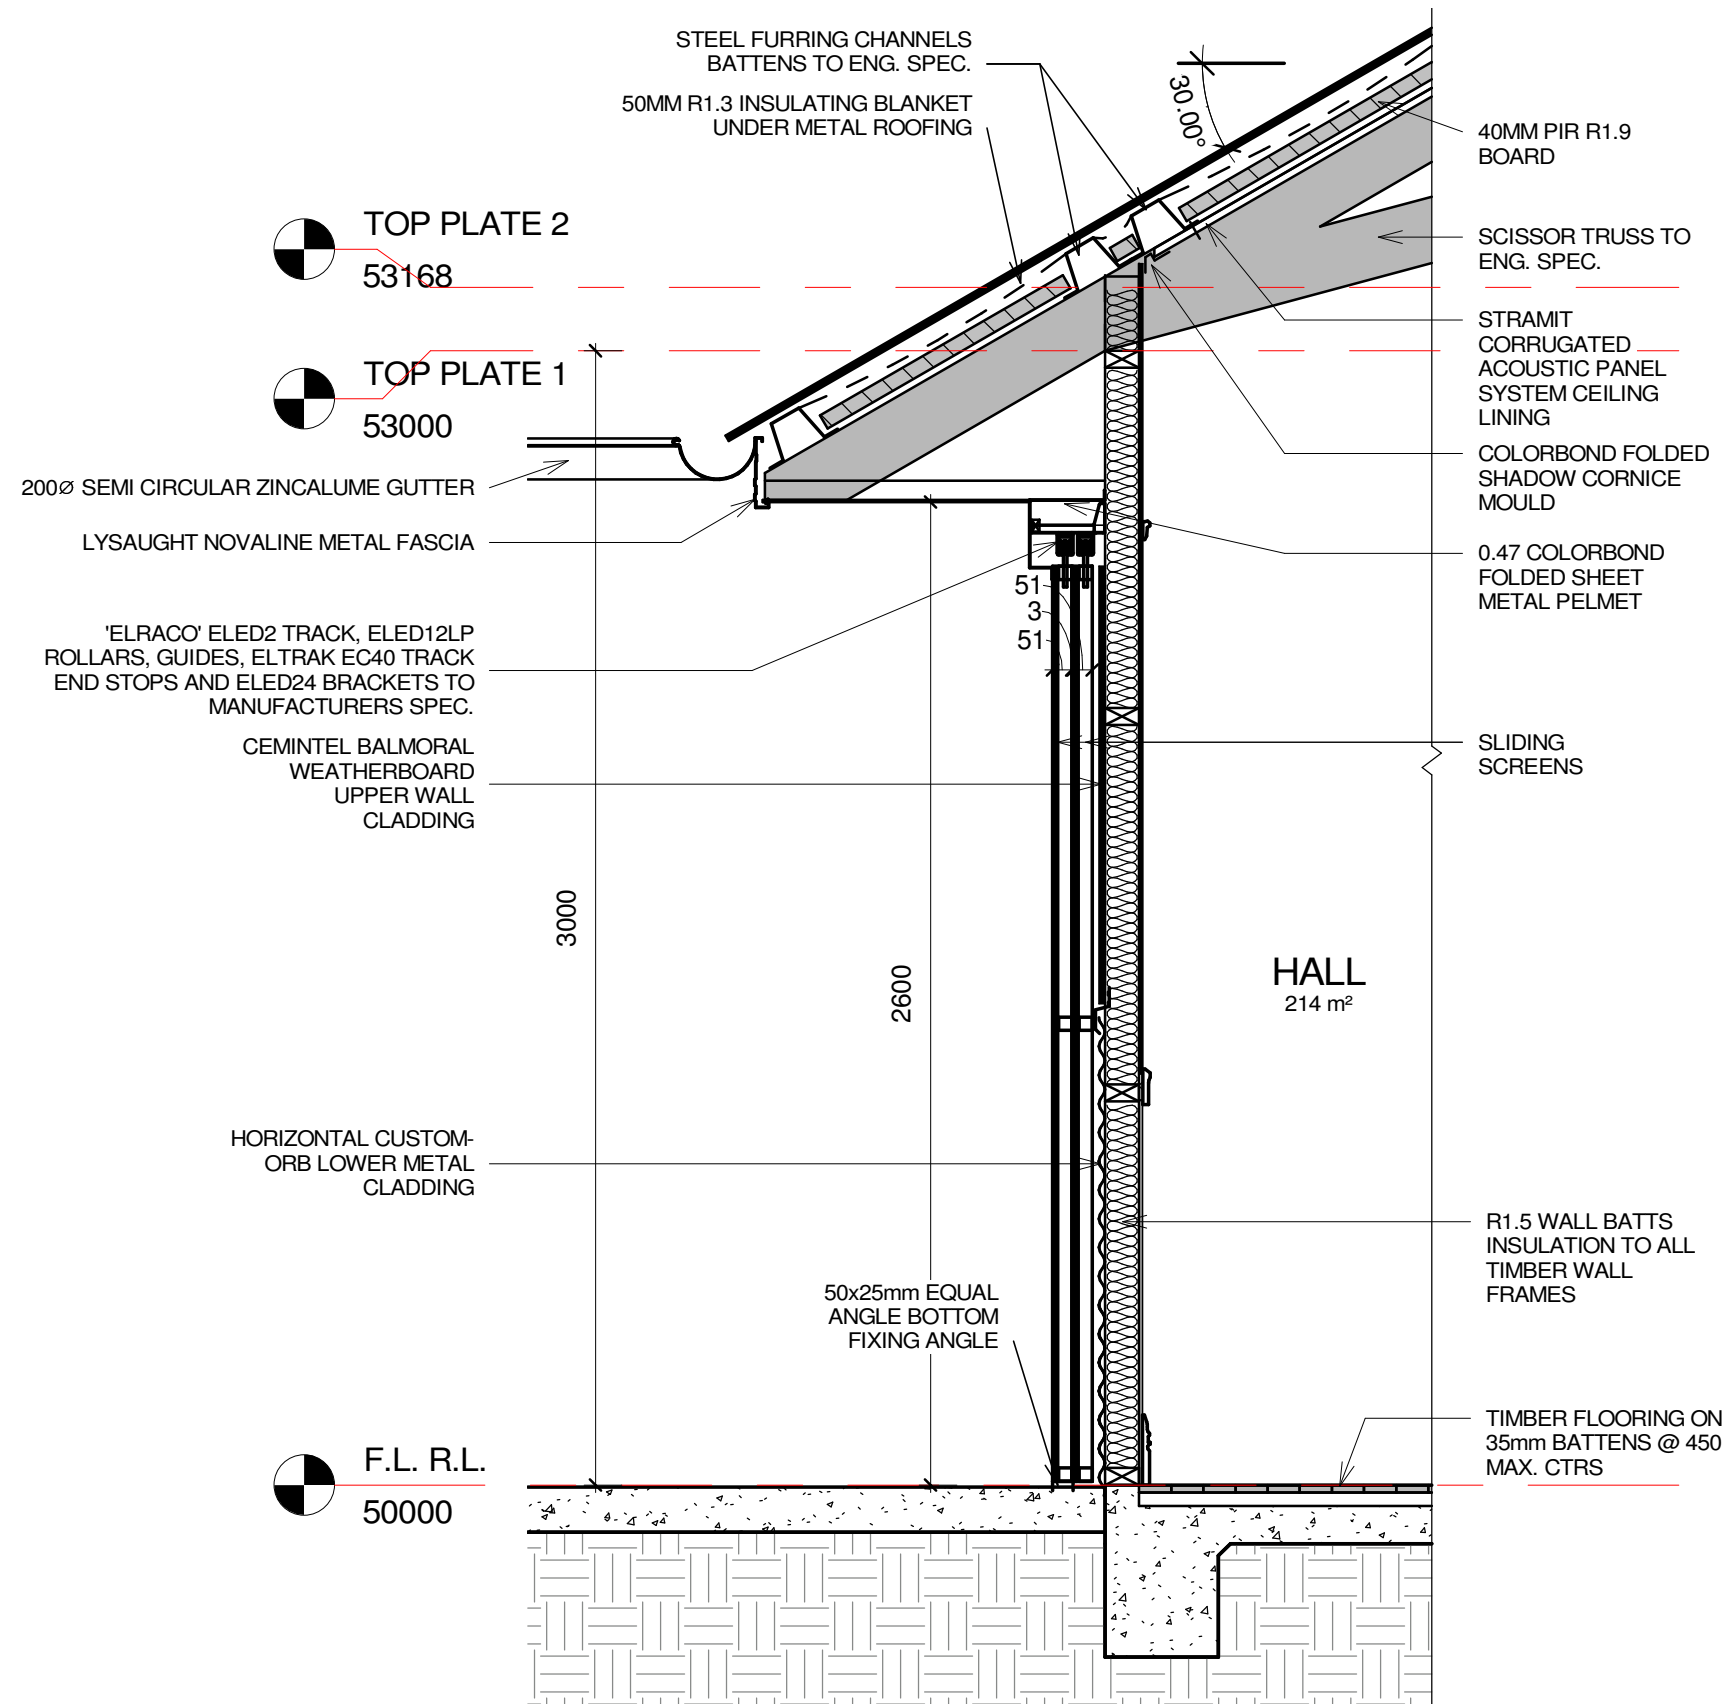 STEEL FURRING CHANNELS
BATTENS TO ENG. SPEC.
50MM R1.3 INSULATING BLANKET
UNDER METAL ROOFING
30.00°
40MM PIR R1.9
BOARD
TOP PLATE 2
53168
SCISSOR TRUSS TO
ENG. SPEC.
TOP PLATE 1
53000
STRAMIT
CORRUGATED
ACOUSTIC PANEL
SYSTEM CEILING
LINING
COLORBOND FOLDED
SHADOW CORNICE
MOULD
200Ø SEMI CIRCULAR ZINCALUME GUTTER
LYSAUGHT NOVALINE METAL FASCIA
0.47 COLORBOND
FOLDED SHEET
METAL PELMET
51
3
51
'ELRACO' ELED2 TRACK, ELED12LP
ROLLARS, GUIDES, ELTRAK EC40 TRACK
END STOPS AND ELED24 BRACKETS TO
MANUFACTURERS SPEC.
CEMINTEL BALMORAL
WEATHERBOARD
UPPER WALL
CLADDING
SLIDING
SCREENS
3000
2600
HALL
214 m²
HORIZONTAL CUSTOM-
ORB LOWER METAL
CLADDING
R1.5 WALL BATTS
INSULATION TO ALL
TIMBER WALL
FRAMES
50x25mm EQUAL
ANGLE BOTTOM
FIXING ANGLE
TIMBER FLOORING ON
35mm BATTENS @ 450
MAX. CTRS
F.L. R.L.
50000